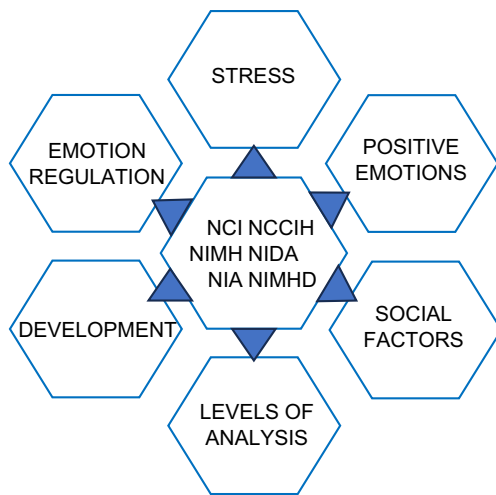 STRESS
EMOTION
REGULATION
POSITIVE
EMOTIONS
NCI NCCIH
NIMH NIDA
NIA NIMHD
DEVELOPMENT
SOCIAL
FACTORS
LEVELS OF
ANALYSIS